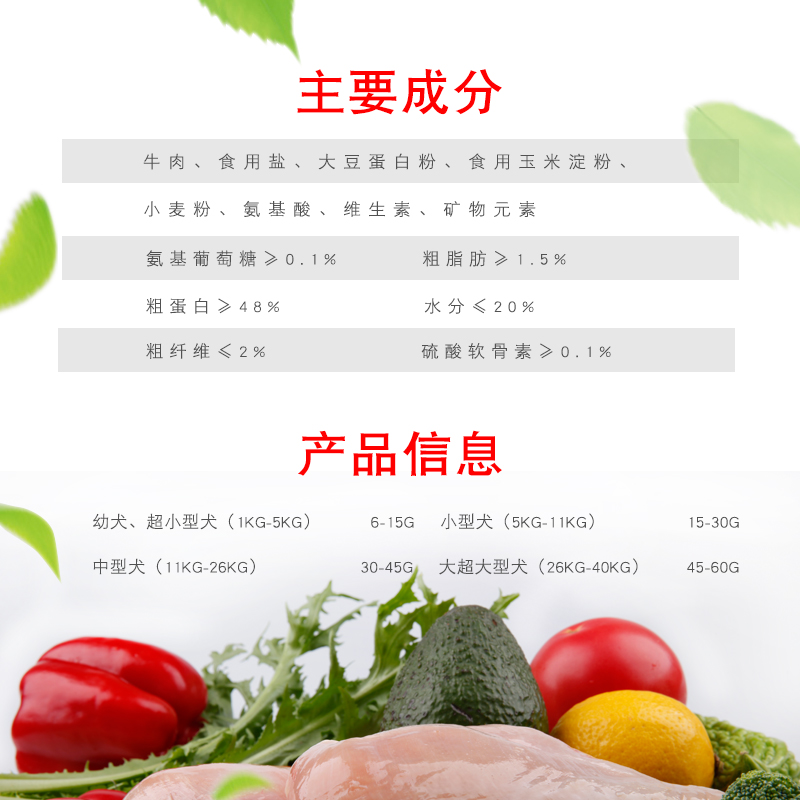 主要成分
牛肉、食用盐、大豆蛋白粉、食用玉米淀粉、
小麦粉、氨基酸、维生素、矿物元素
氨基葡萄糖≥0.1% 粗脂肪≥1.5%
粗蛋白≥48% 水分≤20%
粗纤维≤2% 硫酸软骨素≥0.1%
产品信息
幼犬、超小型犬（1KG-5KG） 6-15G 小型犬（5KG-11KG） 15-30G
中型犬（11KG-26KG） 30-45G 大超大型犬（26KG-40KG） 45-60G